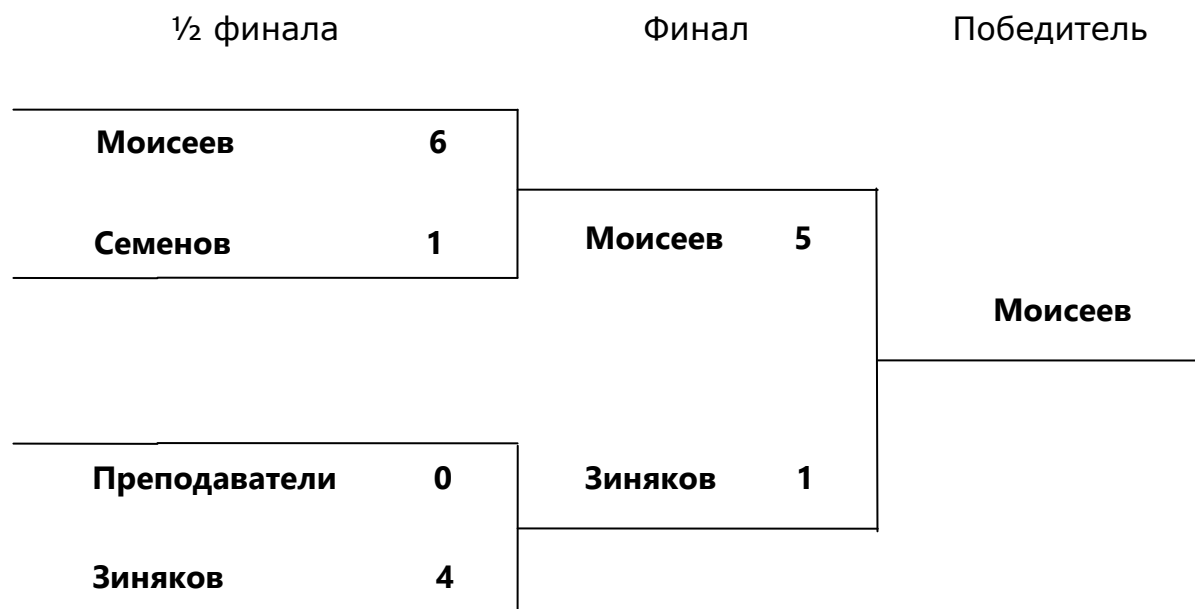 ½ финала Финал Победитель
Моисеев 6
Семенов 1
Моисеев 5
Моисеев
Преподаватели 0
Зиняков 1
Зиняков 4